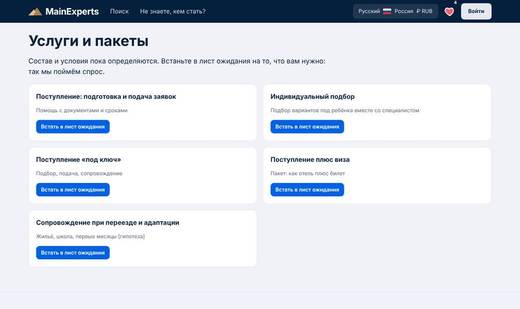 MainExperts
Поиск
Не знаете, кем стать?
Русский
Россия
₽ RUB
4
Войти
Услуги и пакеты
Состав и условия пока определяются. Встаньте в лист ожидания на то, что вам нужно:
так мы поймём спрос.
Поступление: подготовка и подача заявок
Помощь с документами и сроками
Встать в лист ожидания
Индивидуальный подбор
Подбор вариантов под ребёнка вместе со специалистом
Встать в лист ожидания
Поступление «под ключ»
Подбор, подача, сопровождение
Встать в лист ожидания
Поступление плюс виза
Пакет: как отель плюс билет
Встать в лист ожидания
Сопровождение при переезде и адаптации
Жильё, школа, первые месяцы (гипотеза)
Встать в лист ожидания